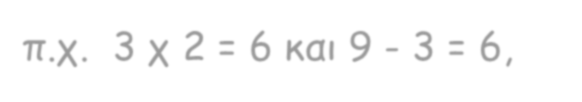 π.χ. 3 χ 2 = 6 και 9 - 3 = 6,